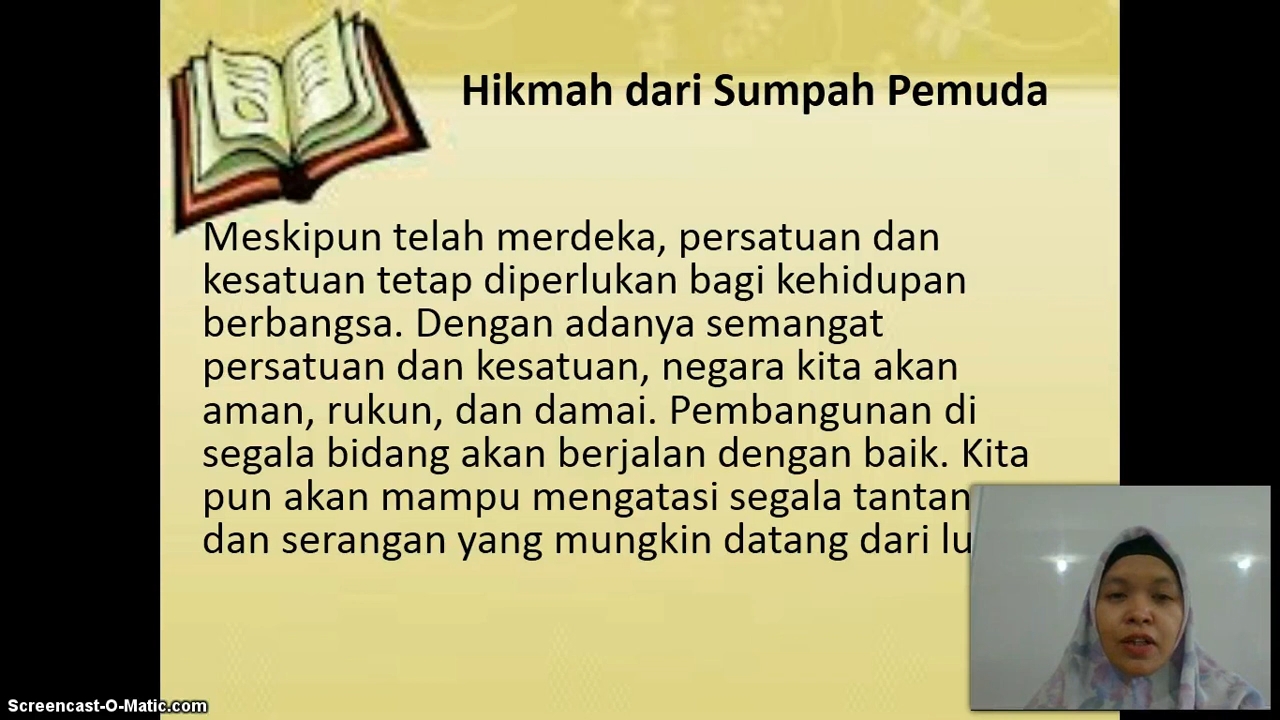 Hikmah dari Sumpah Pemuda
Meskipun telah merdeka, persatuan dan
kesatuan tetap diperlukan bagi kehidupan
berbangsa. Dengan adanya semangat
persatuan dan kesatuan, negara kita akan
aman, rukun, dan damai. Pembangunan di
segala bidang akan berjalan dengan baik. Kita
pun akan mampu mengatasi segala
dan serangan yang mungkin datang dari
Screencast-O-Matic.com